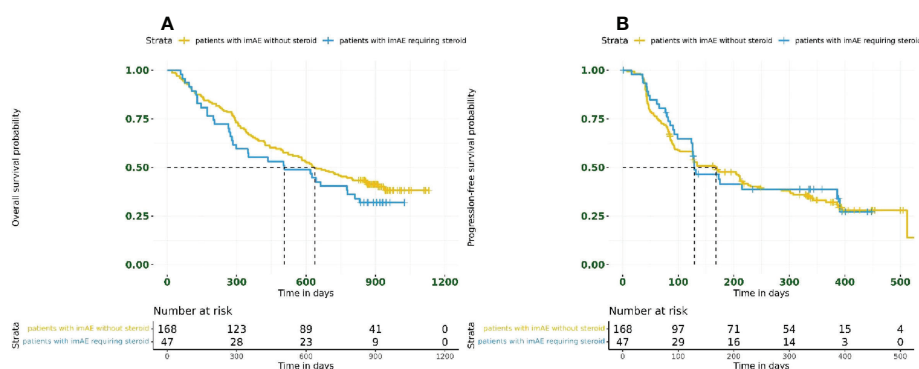 A
Strata patients with imAE without steroid patients with imAE requiring steroid
Overall survival probability
1.00
0.75
0.50
0.25
0.00
0 300 600 900 1200
Time in days
Number at risk
Strata
patients with imAE without steroid 168 123 89 41 0
patients with imAE requiring steroid 47 28 23 9 0
0 300 600 900 1200
Time in days
B
Strata patients with imAE without steroid patients with imAE requiring steroid
Progression-free survival probability
1.00
0.75
0.50
0.25
0.00
0 100 200 300 400 500
Time in days
Number at risk
Strata
patients with imAE without steroid 168 97 71 54 15 4
patients with imAE requiring steroid 47 29 16 14 3 0
0 100 200 300 400 500
Time in days